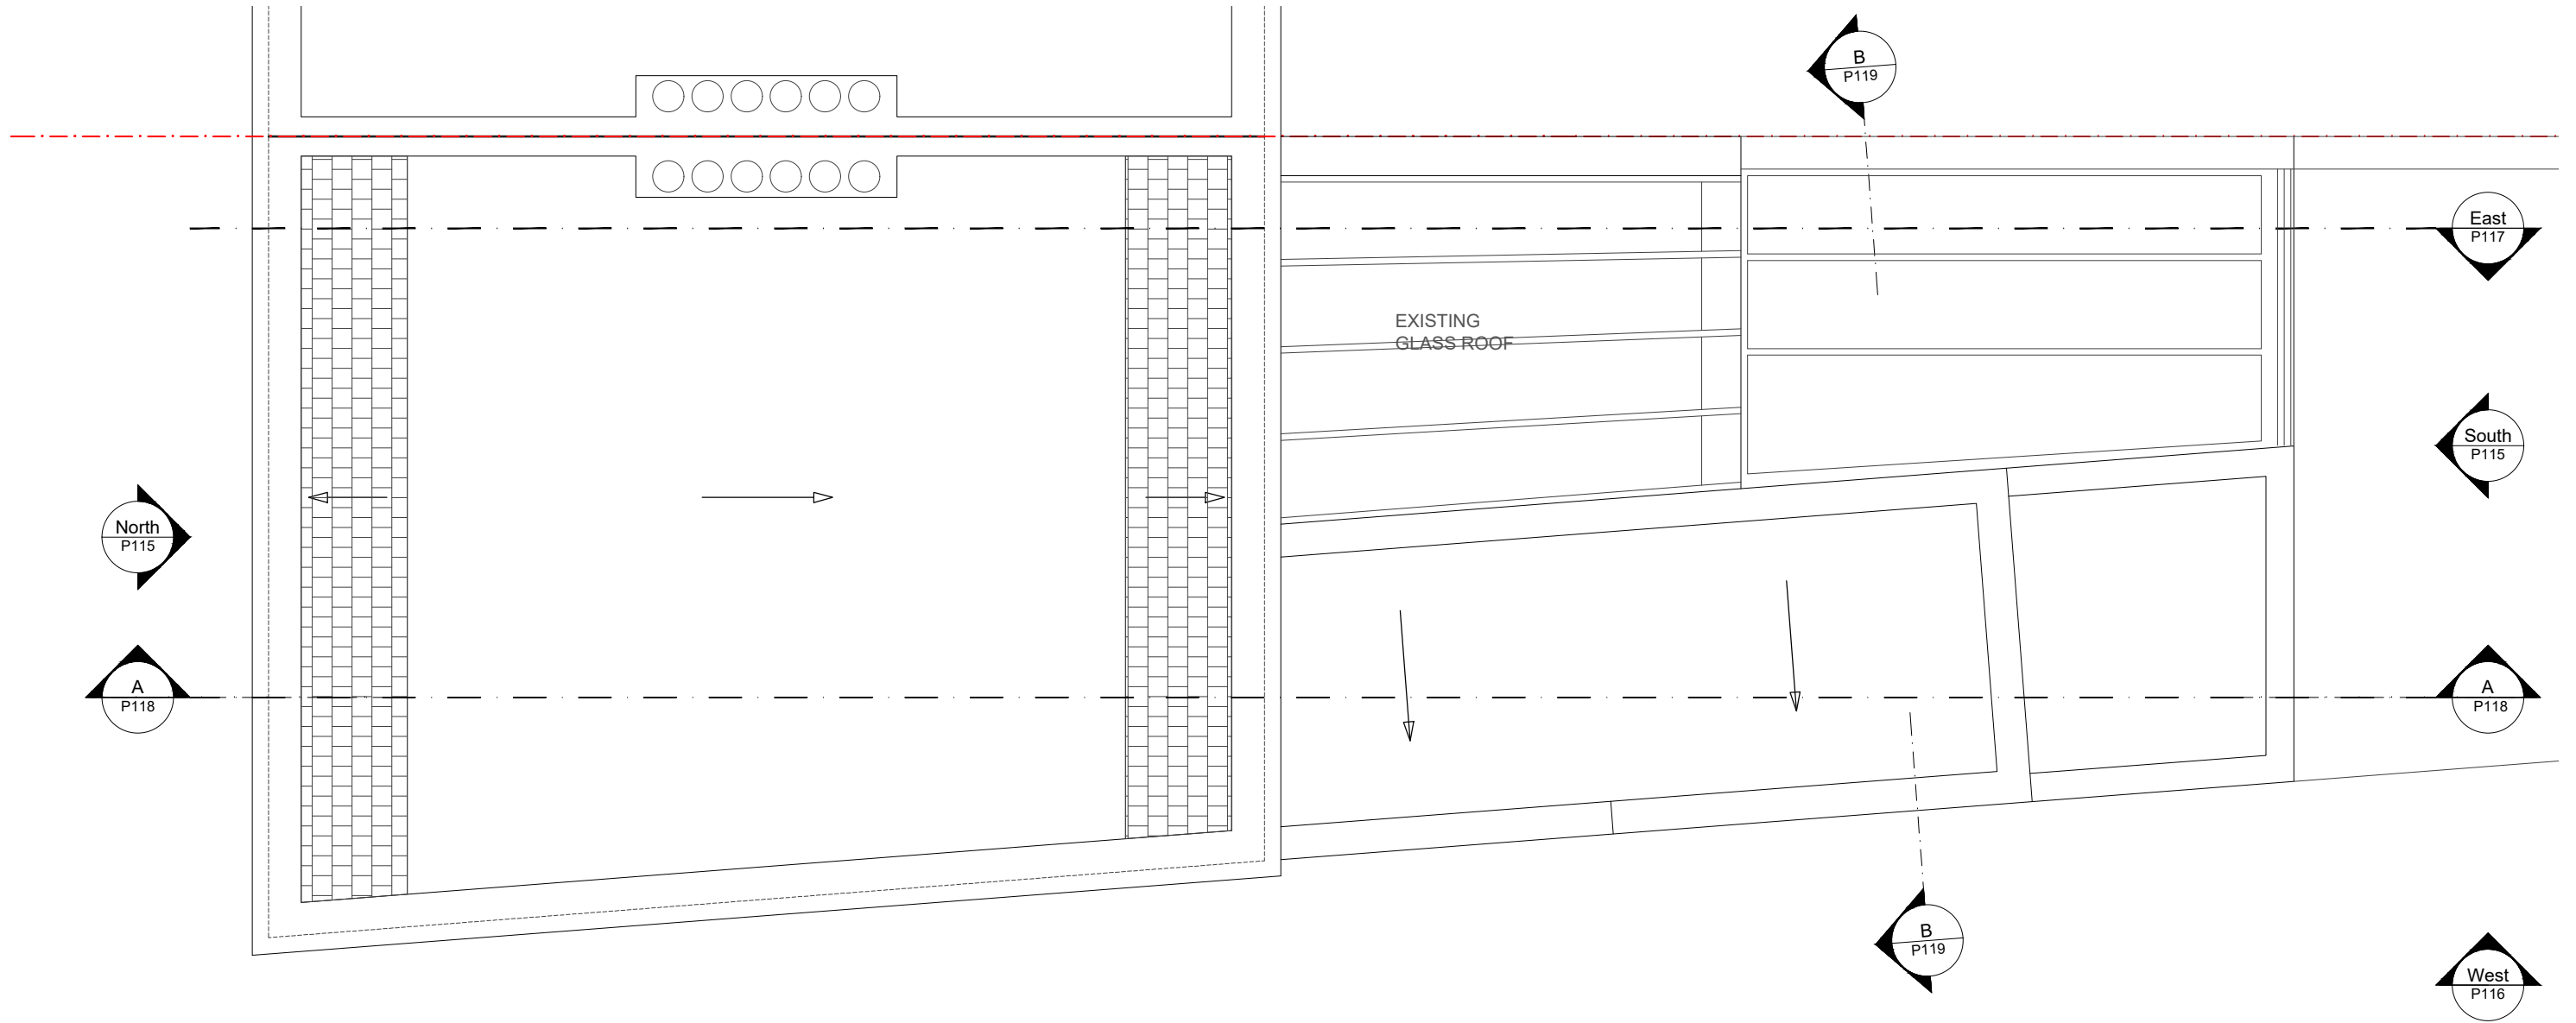 B
P119
East
P117
EXISTING
GLASS ROOF
South
P115
North
P115
A
P118
A
P118
B
P119
West
P116